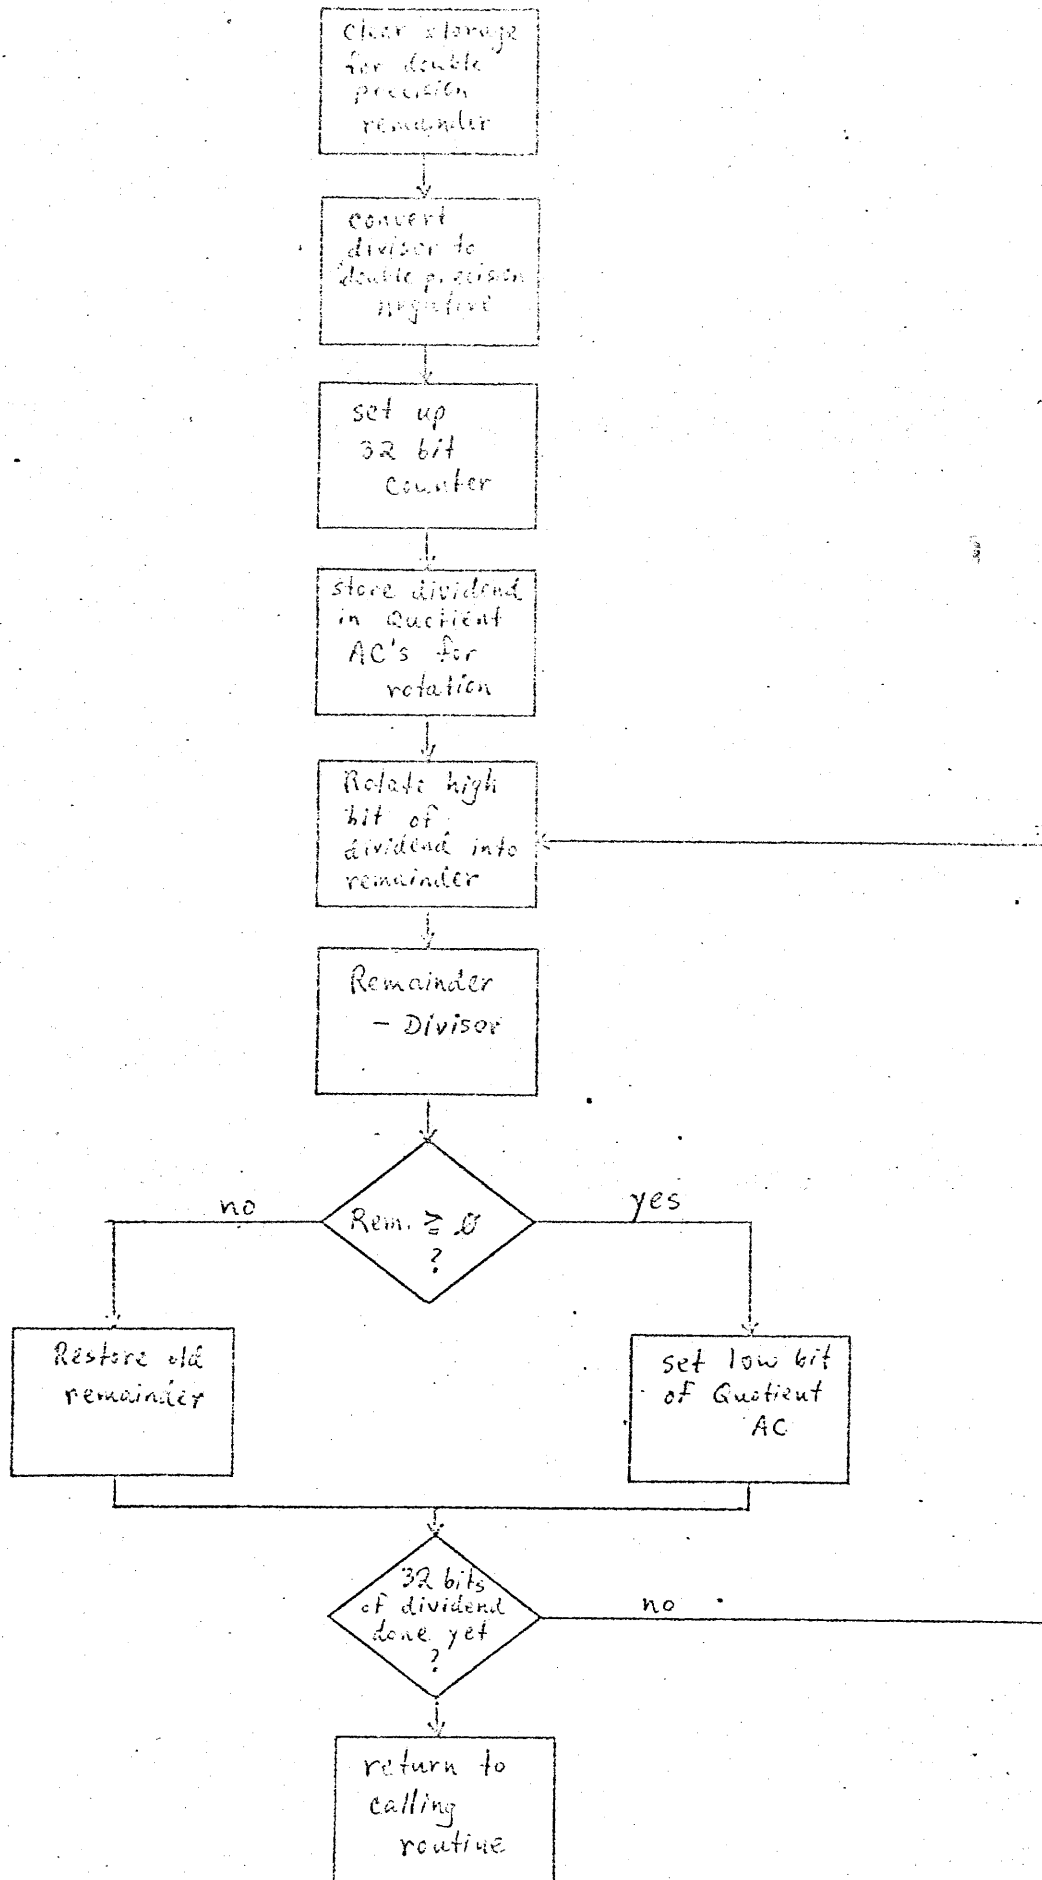 clear storage
for double
precision
remainder
convert
divisor to
double precision
negative
set up
32 bit
counter
store dividend
in Quotient
AC's for
rotation
Rotate high
bit of
dividend into
remainder
Remainder
- Divisor
no
Rem. ≥ 0
?
yes
Restore old
remainder
set low bit
of Quotient
AC
32 bits
of dividend
done yet
?
no
return to
calling
routine